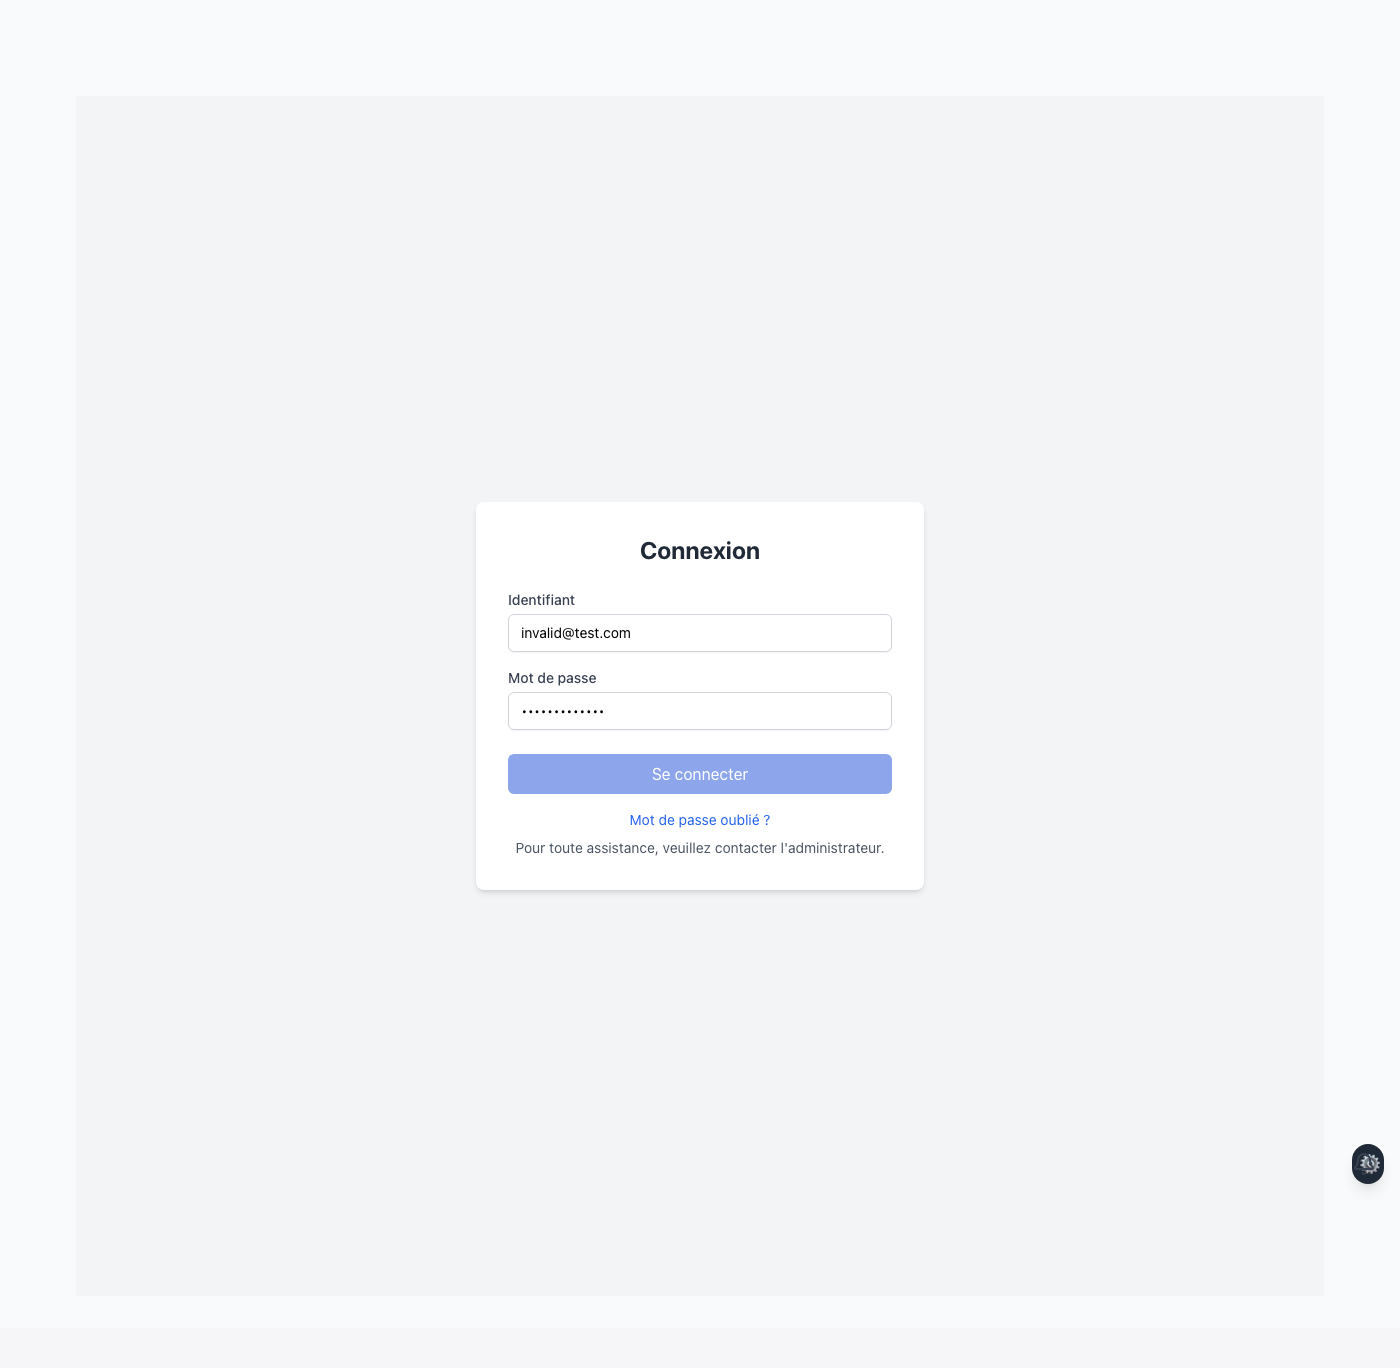 Connexion
Identifiant
invalid@test.com
Mot de passe
•••••••••••••
Se connecter
Mot de passe oublié ?
Pour toute assistance, veuillez contacter l'administrateur.